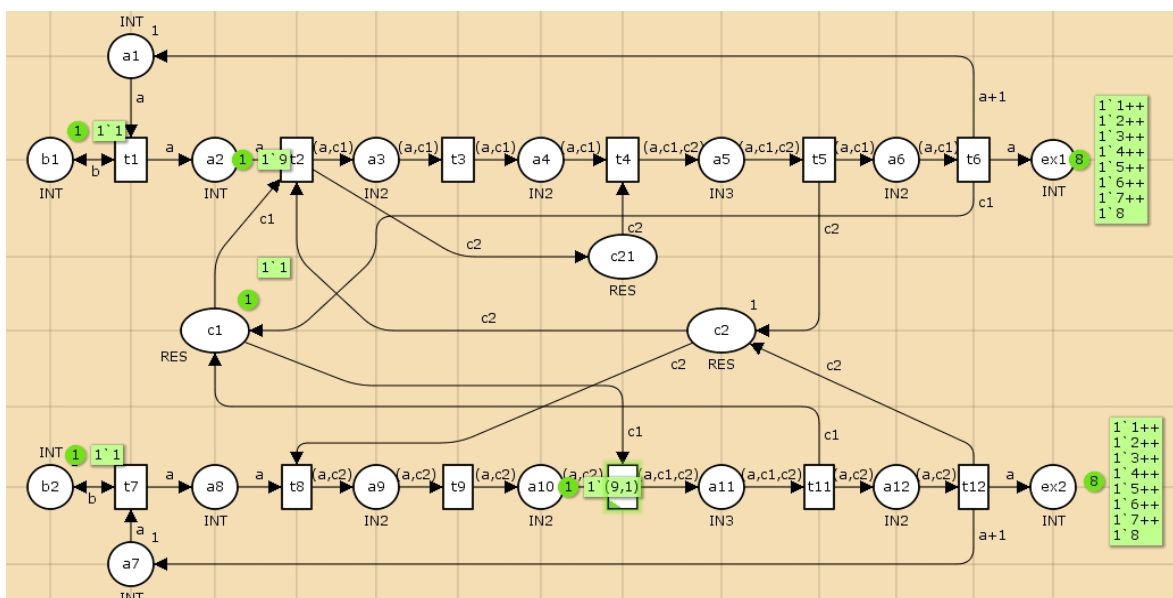 INT
1
a1
a
a+1
1`1++
1`2++
1`3++
1`4++
1`5++
1`6++
1`7++
1`8
8
1
1`1
b1
INT
b
t1
a
a2
INT
a
1
1`9
t2
(a,c1)
a3
IN2
(a,c1)
t3
(a,c1)
a4
IN2
(a,c1)
t4
(a,c1,c2)
a5
IN3
(a,c1,c2)
t5
(a,c1)
a6
IN2
(a,c1)
t6
a
ex1
INT
c1
c1
c2
c2
c2
c21
RES
1`1
1
c1
RES
c2
1
c2
RES
c2
c2
c1
c1
INT
1
1`1
b2
b
t7
a
a8
INT
a
t8
(a,c2)
a9
IN2
(a,c2)
t9
(a,c2)
a10
IN2
(a,c2)
1
1`(9,1)
(a,c1,c2)
a11
IN3
(a,c1,c2)
t11
(a,c2)
a12
IN2
(a,c2)
t12
a
ex2
INT
8
1`1++
1`2++
1`3++
1`4++
1`5++
1`6++
1`7++
1`8
a
1
a7
INT
a+1